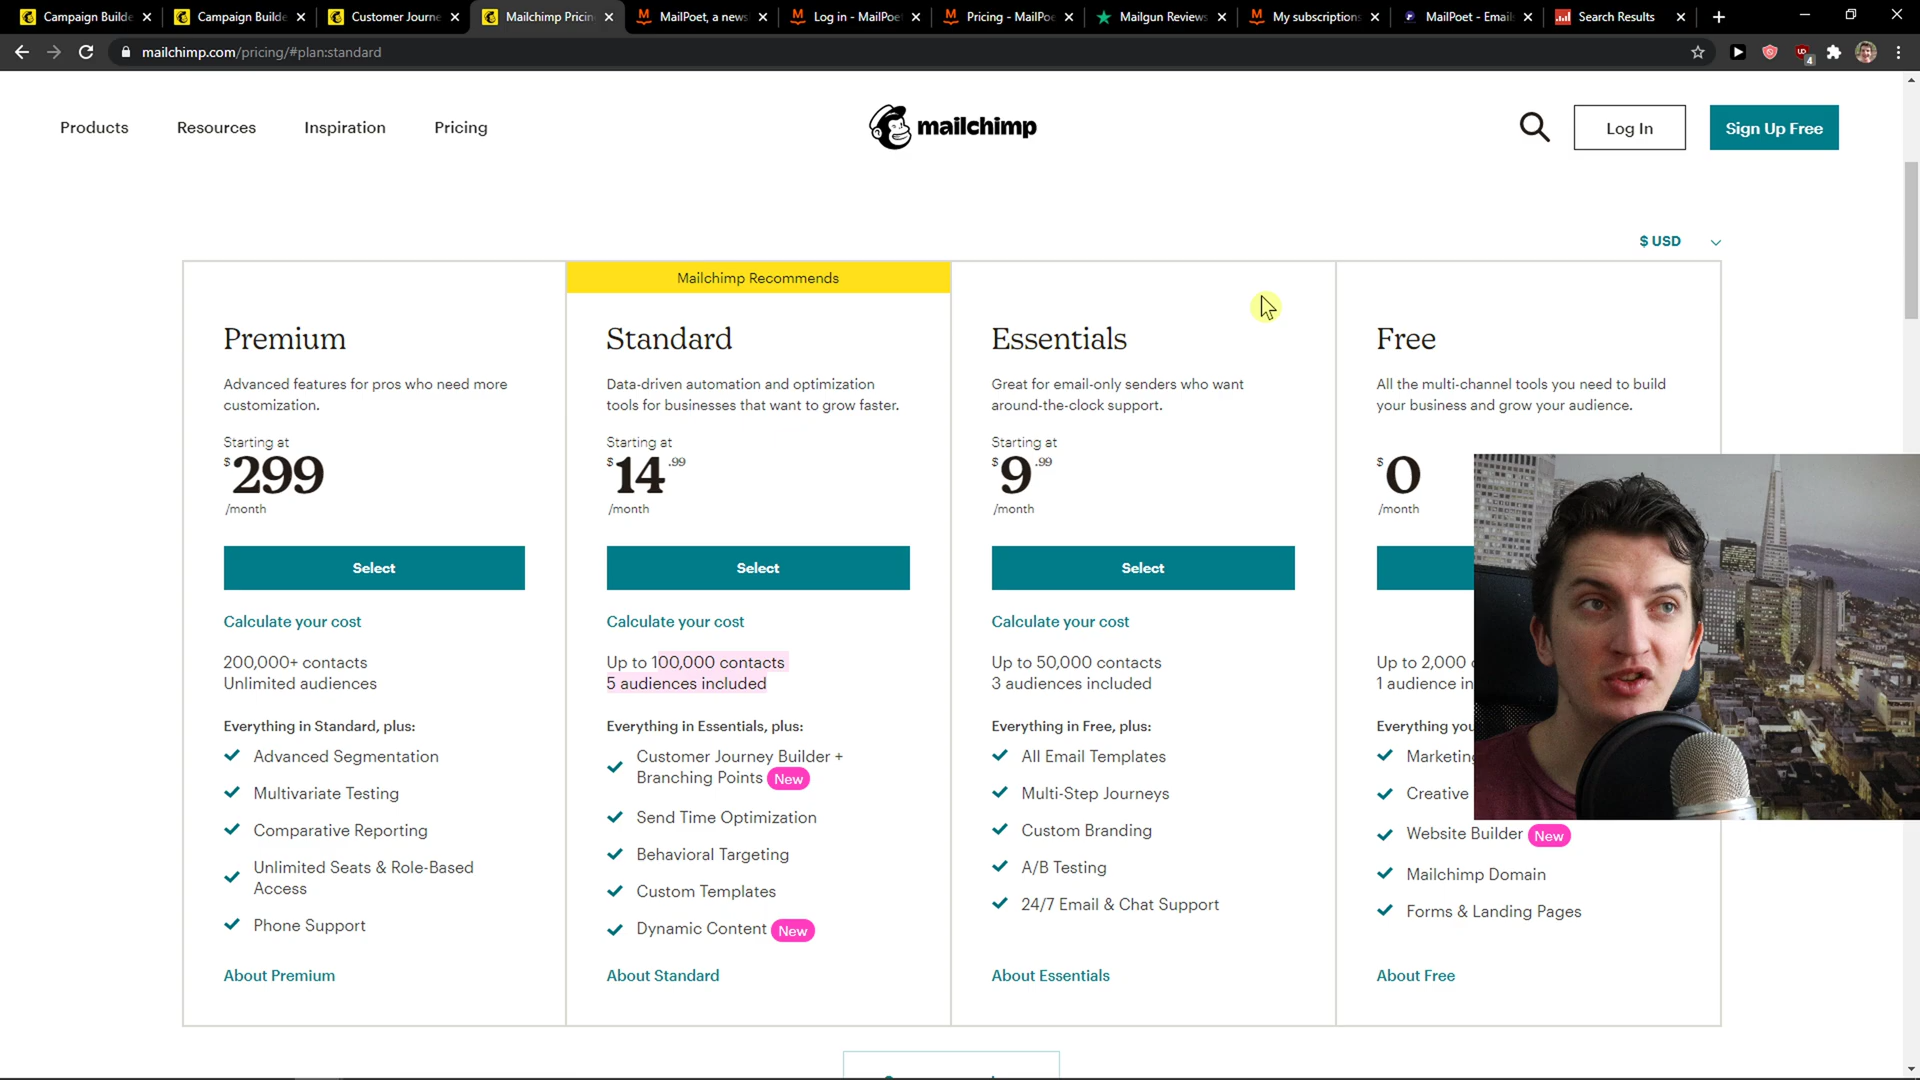 Campaign Builde
Campaign Builde
Customer Journe
Mailchimp Pricin
MailPoet, a news
Log in - MailPoet
Pricing - MailPoe
Mailgun Reviews
My subscriptions
MailPoet - Email
Search Results
mailchimp.com/pricing/#plan:standard
Products
Resources
Inspiration
Pricing
mailchimp
Log In
Sign Up Free
$ USD
Mailchimp Recommends
Premium
Advanced features for pros who need more
customization.
Starting at
$299
/month
Select
Calculate your cost
200,000+ contacts
Unlimited audiences
Everything in Standard, plus:
Advanced Segmentation
Multivariate Testing
Comparative Reporting
Unlimited Seats & Role-Based
Access
Phone Support
About Premium
Standard
Data-driven automation and optimization
tools for businesses that want to grow faster.
Starting at
$14.99
/month
Select
Calculate your cost
Up to 100,000 contacts
5 audiences included
Everything in Essentials, plus:
Customer Journey Builder +
Branching Points New
Send Time Optimization
Behavioral Targeting
Custom Templates
Dynamic Content New
About Standard
Essentials
Great for email-only senders who want
around-the-clock support.
Starting at
$9.99
/month
Select
Calculate your cost
Up to 50,000 contacts
3 audiences included
Everything in Free, plus:
All Email Templates
Multi-Step Journeys
Custom Branding
A/B Testing
24/7 Email & Chat Support
About Essentials
Free
All the multi-channel tools you need to build
your business and grow your audience.
$0
/month
Up to 2,000
1 audience in
Everything you
Marketing
Creative
Website Builder New
Mailchimp Domain
Forms & Landing Pages
About Free